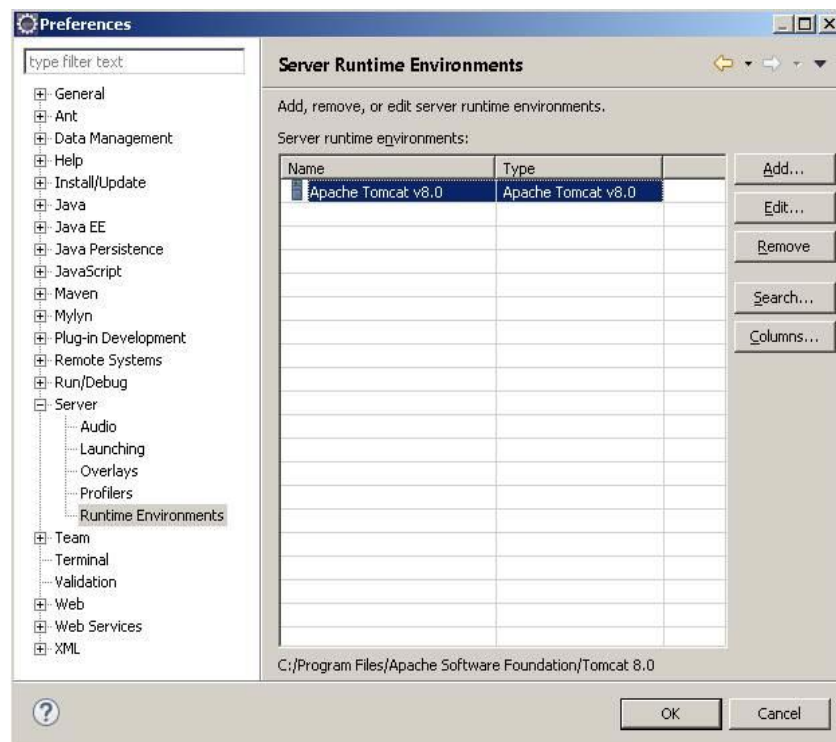 Preferences
type filter text
General
Ant
Data Management
Help
Install/Update
Java
Java EE
Java Persistence
JavaScript
Maven
Mylyn
Plug-in Development
Remote Systems
Run/Debug
Server
Audio
Launching
Overlays
Profilers
Runtime Environments
Team
Terminal
Validation
Web
Web Services
XML
Server Runtime Environments
Add, remove, or edit server runtime environments.
Server runtime environments:
Name Type
Apache Tomcat v8.0 Apache Tomcat v8.0
Add...
Edit...
Remove
Search...
Columns...
C:/Program Files/Apache Software Foundation/Tomcat 8.0
?
OK Cancel